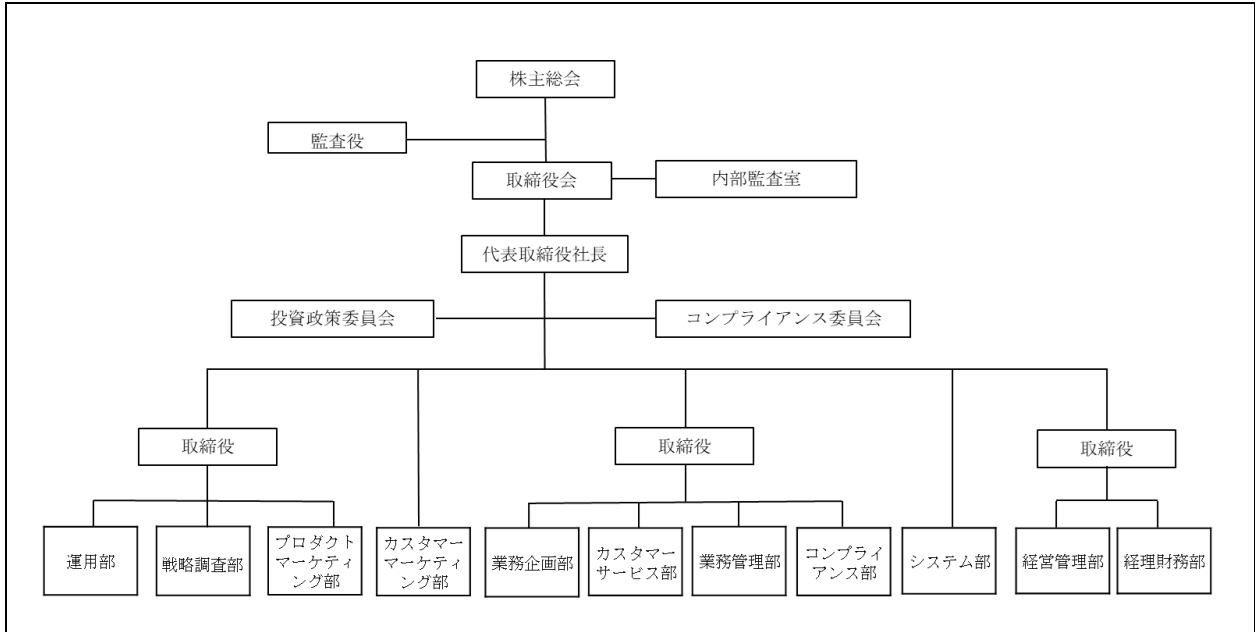 株主総会
監査役
取締役会
内部監査室
代表取締役社長
投資政策委員会
コンプライアンス委員会
取締役
取締役
取締役
運用部
戦略調査部
プロダクト
マーケティ
ング部
カスタマー
マーケティ
ング部
業務企画部
カスタマー
サービス部
業務管理部
コンプライ
アンス部
システム部
経営管理部
経理財務部